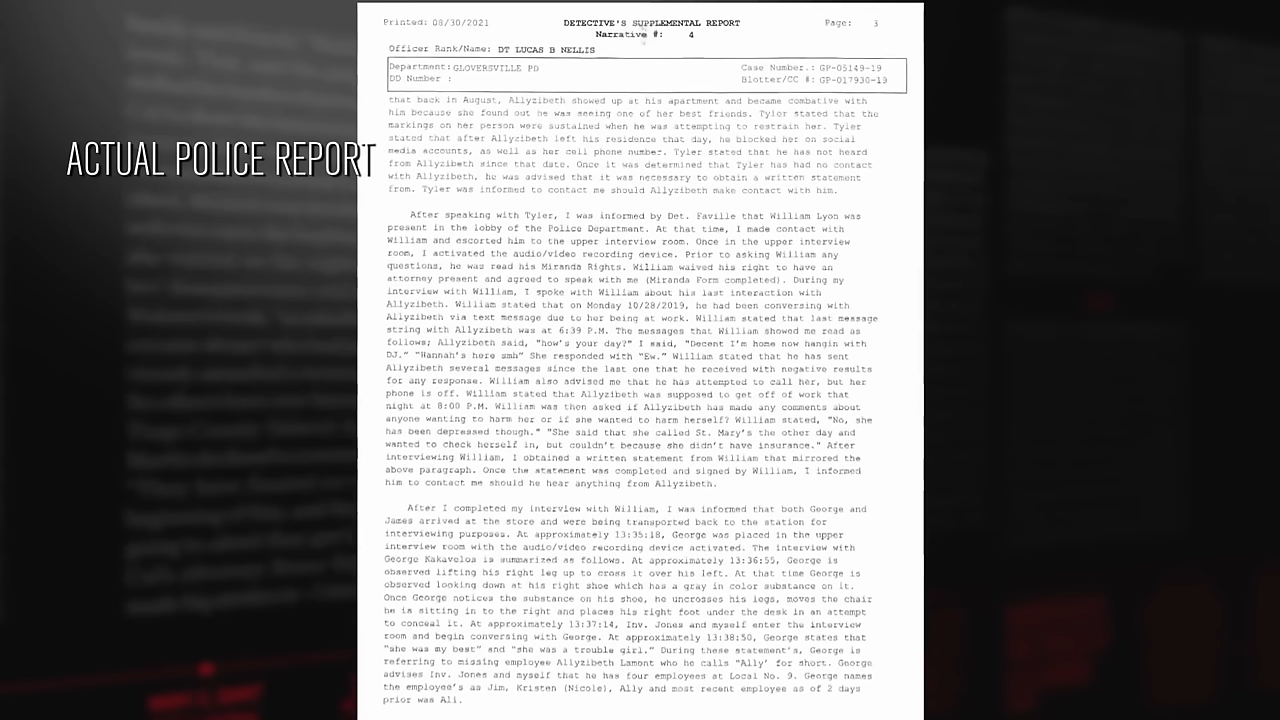 Printed: 08/30/2021 DETECTIVE'S SUPPLEMENTAL REPORT Page: 3
Narrative #: 4
Officer Rank/Name: DT LUCAS B NELLIS
Department: GLOVERSVILLE PD Case Number.: GP-05149-19
DD Number : Blotter/CC #: GP-017930-19
ACTUAL POLICE REPORT
that back in August, Allyzibeth showed up at his apartment and became combative with
him because she found out he was seeing one of her best friends. Tyler stated that the
markings on her person were sustained when he was attempting to restrain her. Tyler
stated that after Allyzibeth left his residence that day, he blocked her on social
media accounts, as well as her cell phone number. Tyler stated that he has not heard
from Allyzibeth since that date. Once it was determined that Tyler has had no contact
with Allyzibeth, he was advised that it was necessary to obtain a written statement
from. Tyler was informed to contact me should Allyzibeth make contact with him.
After speaking with Tyler, I was informed by Det. Faville that William Lyon was
present in the lobby of the Police Department. At that time, I made contact with
William and escorted him to the upper interview room. Once in the upper interview
room, I activated the audio/video recording device. Prior to asking William any
questions, he was read his Miranda Rights. William waived his right to have an
attorney present and agreed to speak with me (Miranda Form completed). During my
interview with William, I spoke with William about his last interaction with
Allyzibeth. William stated that on Monday 10/28/2019, he had been conversing with
Allyzibeth via text message due to her being at work. William stated that last message
string with Allyzibeth was at 6:39 P.M. The messages that William showed me read as
follows; Allyzibeth said, "how's your day?" I said, "Decent I'm home now hangin with
DJ." "Hannah's here smh" She responded with "Ew." William stated that he has sent
Allyzibeth several messages since the last one that he received with negative results
for any response. William also advised me that he has attempted to call her, but her
phone is off. William stated that Allyzibeth was supposed to get off of work that
night at 8:00 P.M. William was then asked if Allyzibeth has made any comments about
anyone wanting to harm her or if she wanted to harm herself? William stated, "No, she
has been depressed though." "She said that she called St. Mary's the other day and
wanted to check herself in, but couldn't because she didn't have insurance." After
interviewing William, I obtained a written statement from William that mirrored the
above paragraph. Once the statement was completed and signed by William, I informed
him to contact me should he hear anything from Allyzibeth.
After I completed my interview with William, I was informed that both George and
James arrived at the store and were being transported back to the station for
interviewing purposes. At approximately 13:35:18, George was placed in the upper
interview room with the audio/video recording device activated. The interview with
George Kakavelos is summarized as follows. At approximately 13:36:55, George is
observed lifting his right leg up to cross it over his left. At that time George is
observed looking down at his right shoe which has a gray in color substance on it.
Once George notices the substance on his shoe, he uncrosses his legs, moves the chair
he is sitting in to the right and places his right foot under the desk in an attempt
to conceal it. At approximately 13:37:14, Inv. Jones and myself enter the interview
room and begin conversing with George. At approximately 13:38:50, George states that
"she was my best" and "she was a trouble girl." During these statement's, George is
referring to missing employee Allyzibeth Lamont who he calls "Ally' for short. George
advises Inv. Jones and myself that he has four employees at Local No. 9. George names
the employee's as Jim, Kristen (Nicole), Ally and most recent employee as of 2 days
prior was Ali.